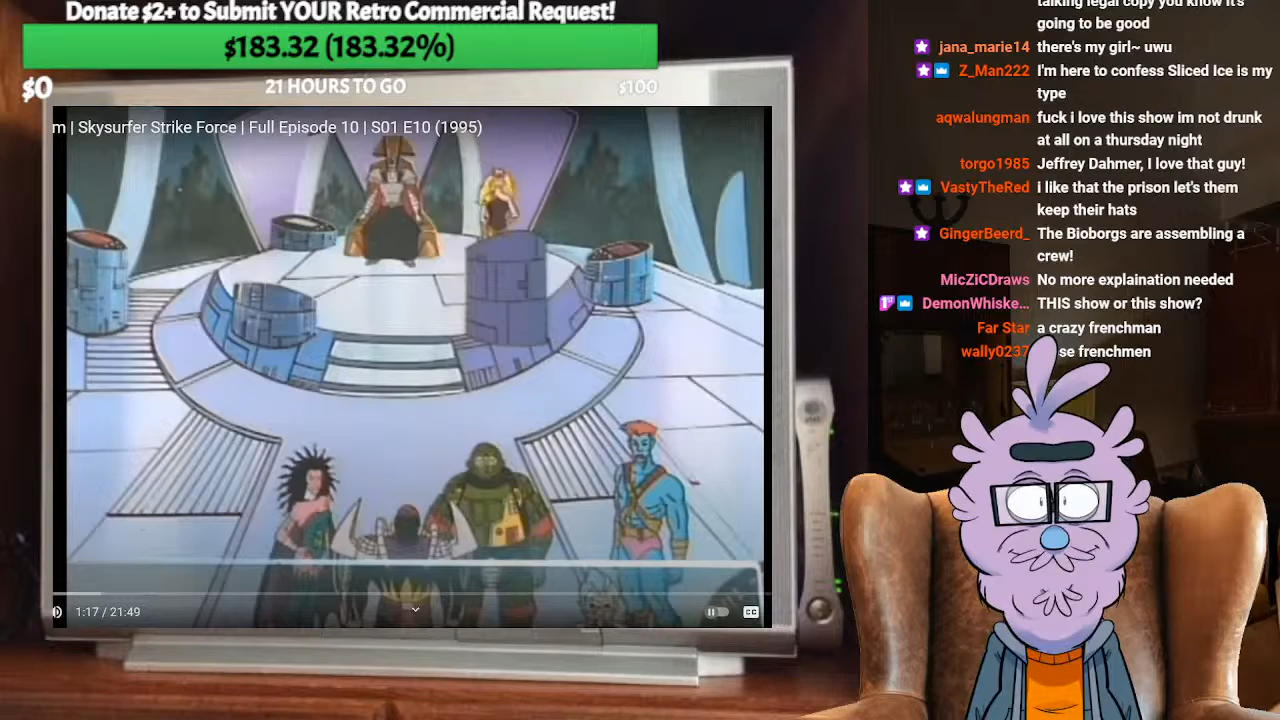 Donate $2+ to Submit YOUR Retro Commercial Request!
$183.32 (183.32%)
$0
21 HOURS TO GO
$100
m | Skysurfer Strike Force | Full Episode 10 | S01 E10 (1995)
1:17 / 21:49
CC
talking legal copy you know it's
going to be good
jana_marie14 there's my girl~ uwu
Z_Man222 I'm here to confess Sliced Ice is my
type
aqwalungman fuck i love this show im not drunk
at all on a thursday night
torgo1985 Jeffrey Dahmer, I love that guy!
VastyTheRed i like that the prison let's them
keep their hats
GingerBeerd_ The Bioborgs are assembling a
crew!
MicZiCDraws No more explaination needed
1st DemonWhiske... THIS show or this show?
Far Star a crazy frenchman
wally0237 se frenchmen